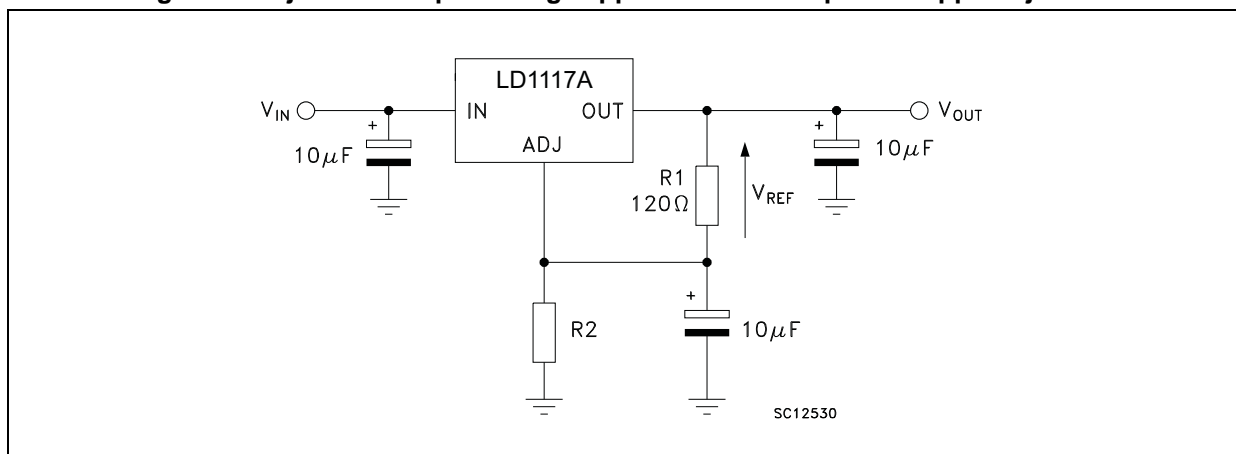 LD1117A
V_IN
IN
OUT
V_OUT
ADJ
+
10μF
R1
120Ω
V_REF
+
10μF
R2
+
10μF
SC12530